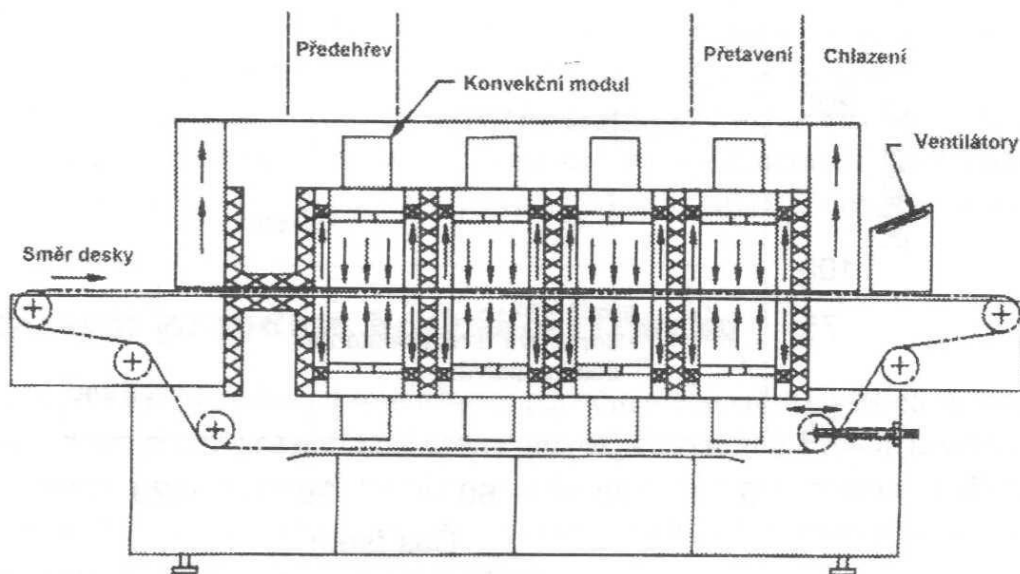 Předehřev
Přetavení
Chlazení
Konvekční modul
Ventilátory
Směr desky